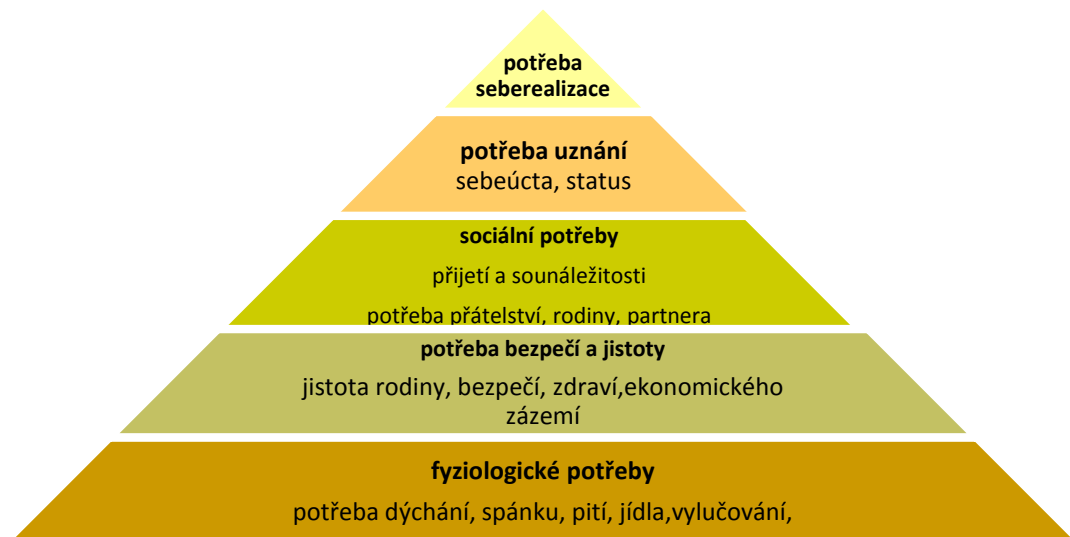 potřeba
seberealizace
potřeba uznání
sebeúcta, status
sociální potřeby
přijetí a sounáležitosti
potřeba přátelství, rodiny, partnera
potřeba bezpečí a jistoty
jistota rodiny, bezpečí, zdraví,ekonomického
zázemí
fyziologické potřeby
potřeba dýchání, spánku, pití, jídla,vylučování,